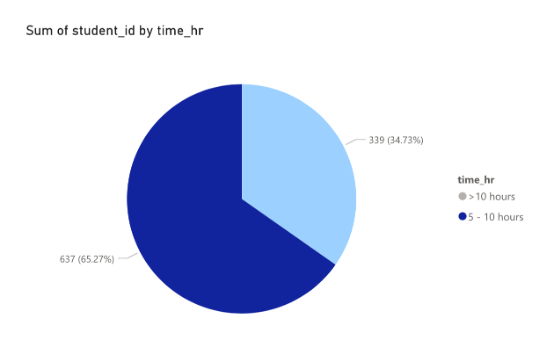 Sum of student_id by time_hr
339 (34.73%)
time_hr
>10 hours
5 - 10 hours
637 (65.27%)